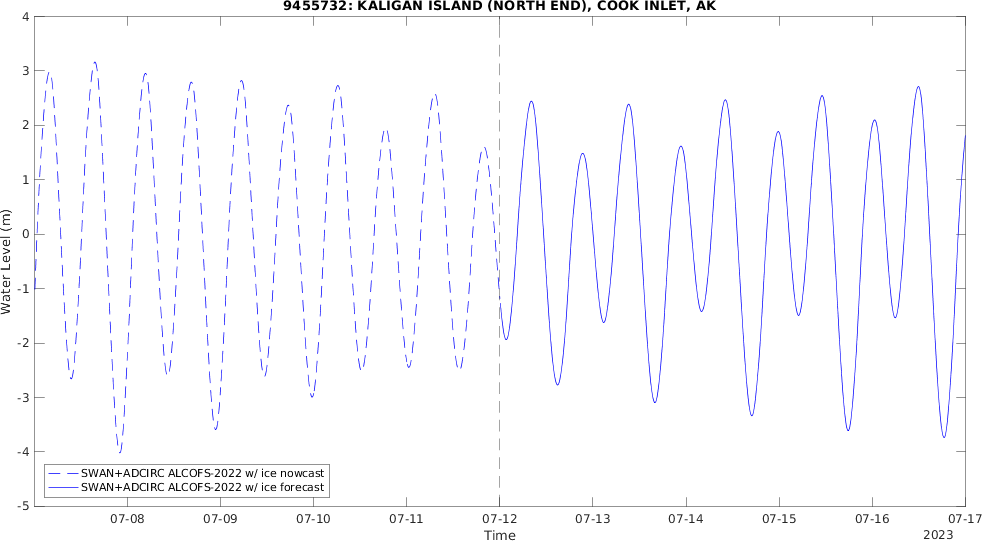 9455732: KALIGAN ISLAND (NORTH END), COOK INLET, AK
4
3
2
1
0
-1
-2
-3
-4
-5
Water Level (m)
SWAN+ADCIRC ALCOFS-2022 w/ ice nowcast
SWAN+ADCIRC ALCOFS-2022 w/ ice forecast
07-08 07-09 07-10 07-11 07-12 07-13 07-14 07-15 07-16 07-17
Time
2023